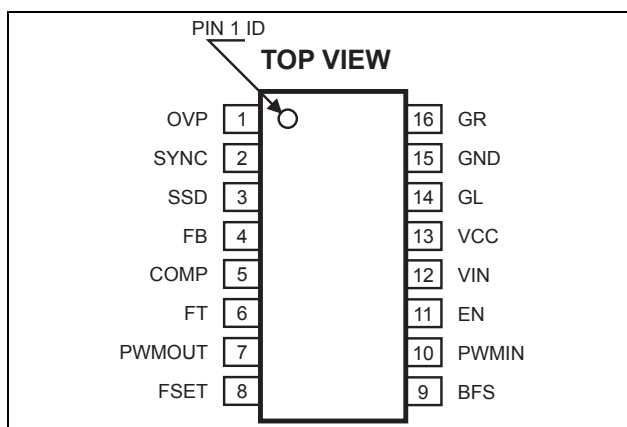 PIN 1 ID
TOP VIEW
OVP 1 16 GR
SYNC 2 15 GND
SSD 3 14 GL
FB 4 13 VCC
COMP 5 12 VIN
FT 6 11 EN
PWMOUT 7 10 PWMIN
FSET 8 9 BFS